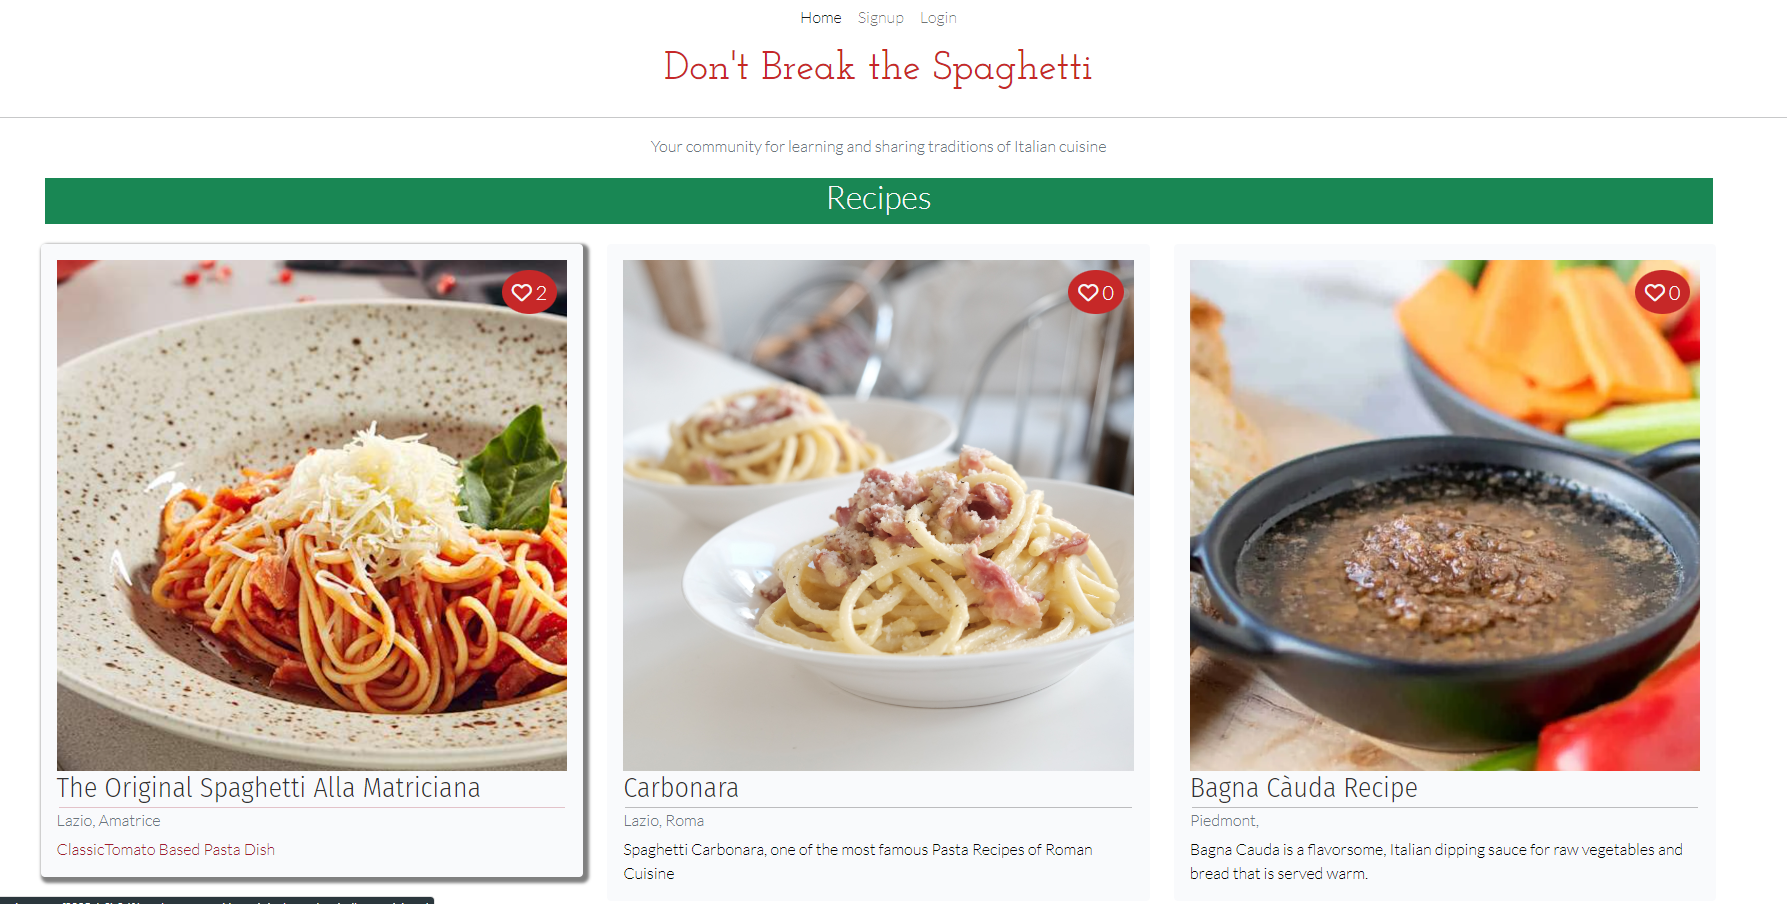 Home Signup Login
Don't Break the Spaghetti
Your community for learning and sharing traditions of Italian cuisine
Recipes
2
0
0
The Original Spaghetti Alla Matriciana
Lazio, Amatrice
ClassicTomato Based Pasta Dish
Carbonara
Lazio, Roma
Spaghetti Carbonara, one of the most famous Pasta Recipes of Roman
Cuisine
Bagna Càuda Recipe
Piedmont,
Bagna Cauda is a flavorsome, Italian dipping sauce for raw vegetables and
bread that is served warm.